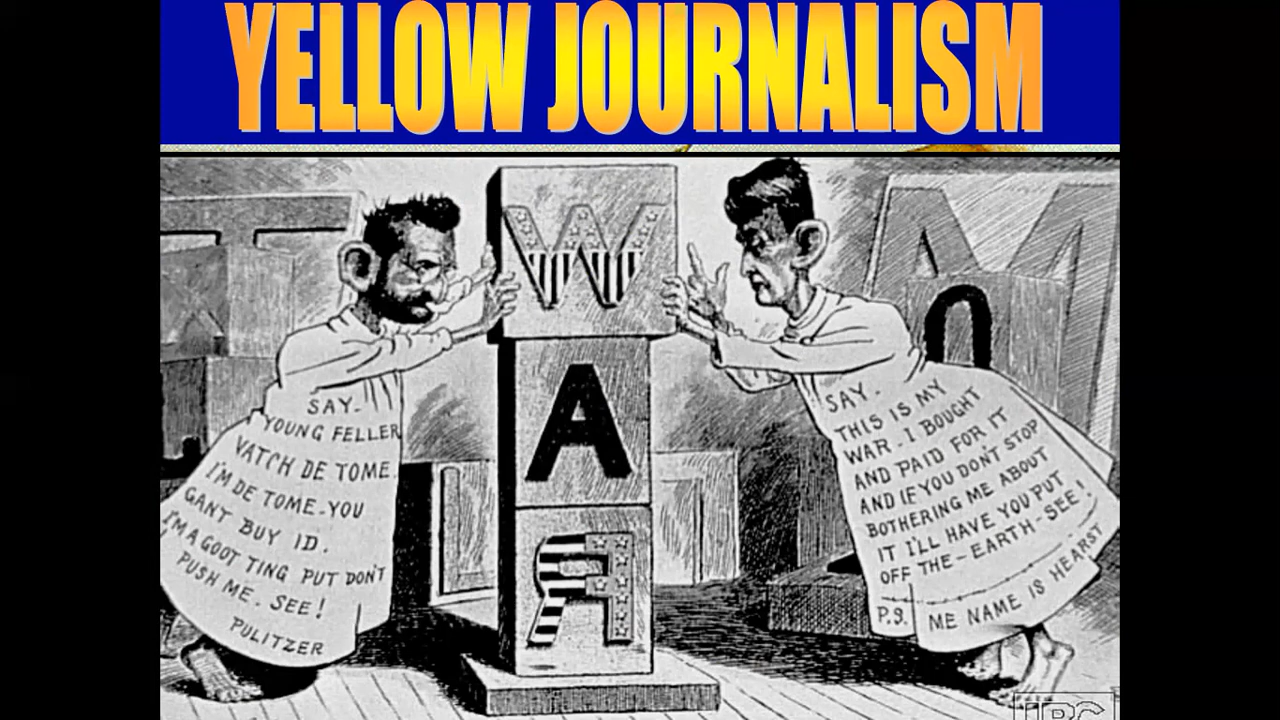 YELLOW JOURNALISM
W
A
R
SAY.
YOUNG FELLER
VATCH DE TOME.
I'M DE TOME. YOU
GANT BUY ID.
I'M A GOOT TING PUT DON'T
PUSH ME. SEE!
PULITZER
SAY.
THIS IS MY
WAR - I BOUGHT
AND PAID FOR IT
AND IF YOU DON'T STOP
BOTHERING ME ABOUT
IT I'LL HAVE YOU PUT
OFF THE - EARTH - SEE!
P.S. ME NAME IS HEARST